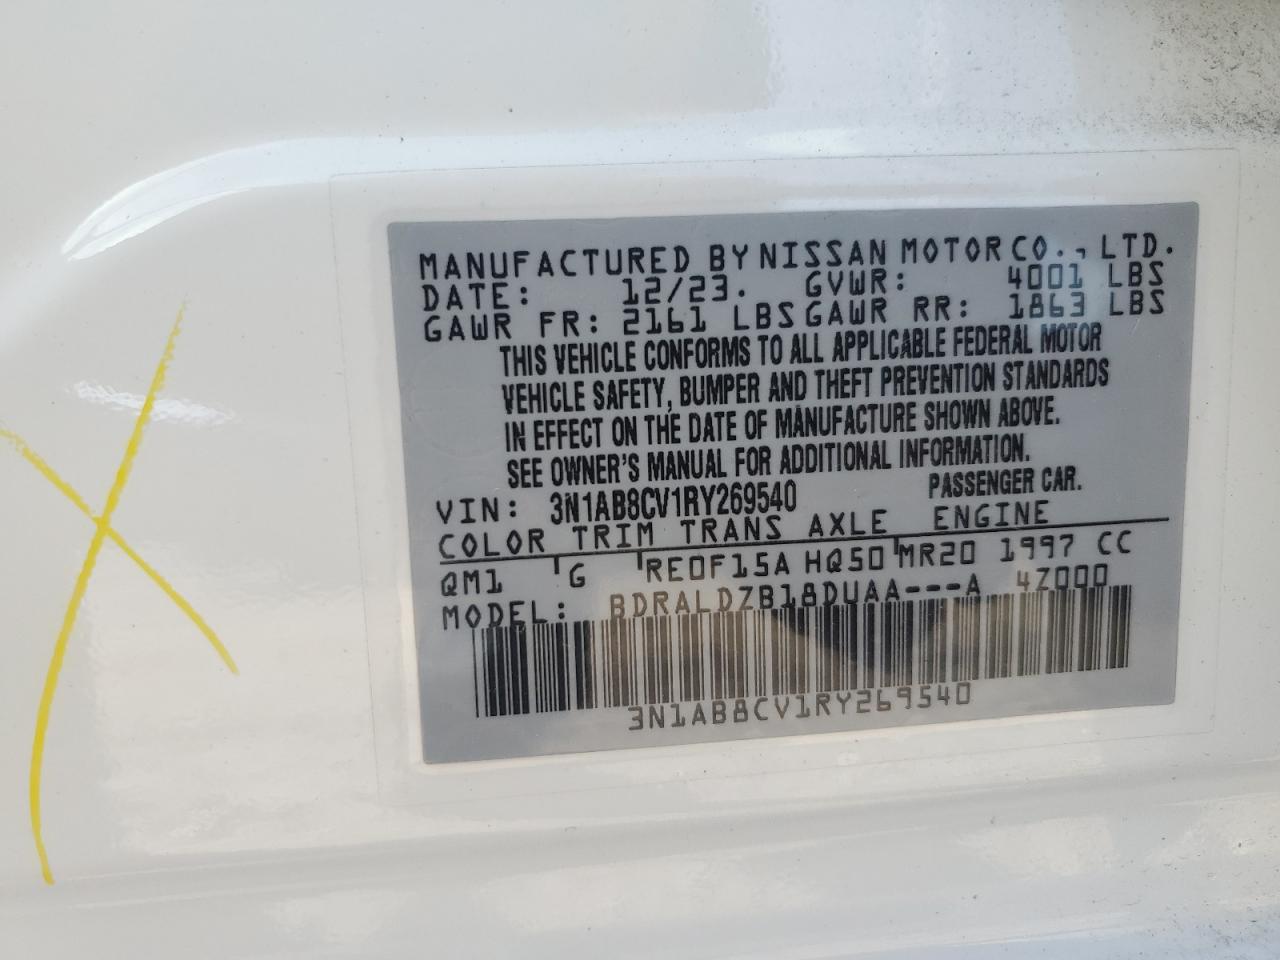 MANUFACTURED BY NISSAN MOTOR CO., LTD.
DATE: 12/23. GVWR: 4001 LBS
GAWR FR: 2161 LBS GAWR RR: 1863 LBS
THIS VEHICLE CONFORMS TO ALL APPLICABLE FEDERAL MOTOR
VEHICLE SAFETY, BUMPER AND THEFT PREVENTION STANDARDS
IN EFFECT ON THE DATE OF MANUFACTURE SHOWN ABOVE.
SEE OWNER'S MANUAL FOR ADDITIONAL INFORMATION.
VIN: 3N1AB8CV1RY269540 PASSENGER CAR.
COLOR TRIM TRANS AXLE ENGINE
QM1 G RE0F15A HQ50 MR20 1997 CC
MODEL: BDRALDZB18DUAA---A 4Z000
3N1AB8CV1RY269540